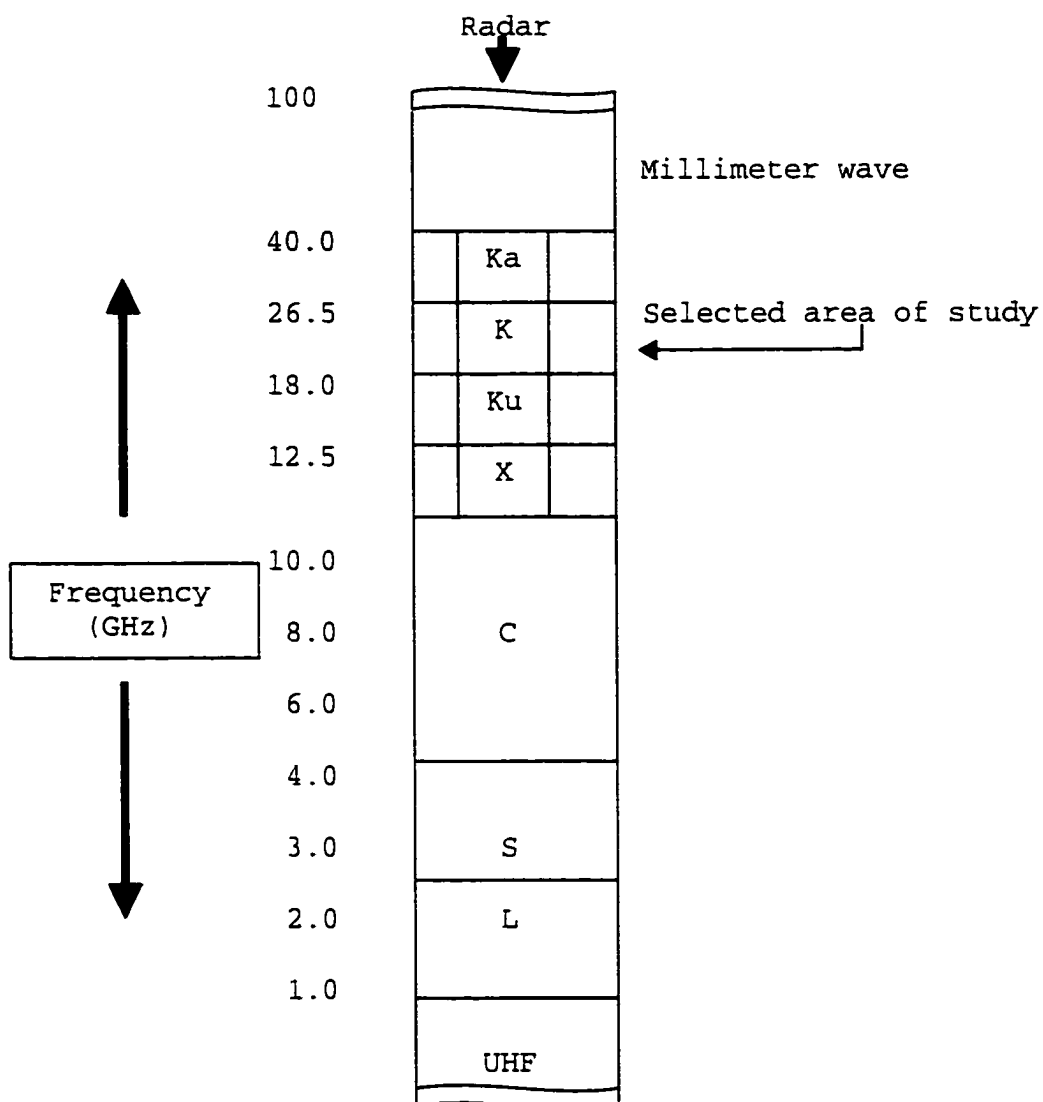 Radar
100
Millimeter wave
40.0
Ka
26.5
Selected area of study
K
18.0
Ku
12.5
X
10.0
Frequency
(GHz)
8.0
C
6.0
4.0
3.0
S
2.0
L
1.0
UHF